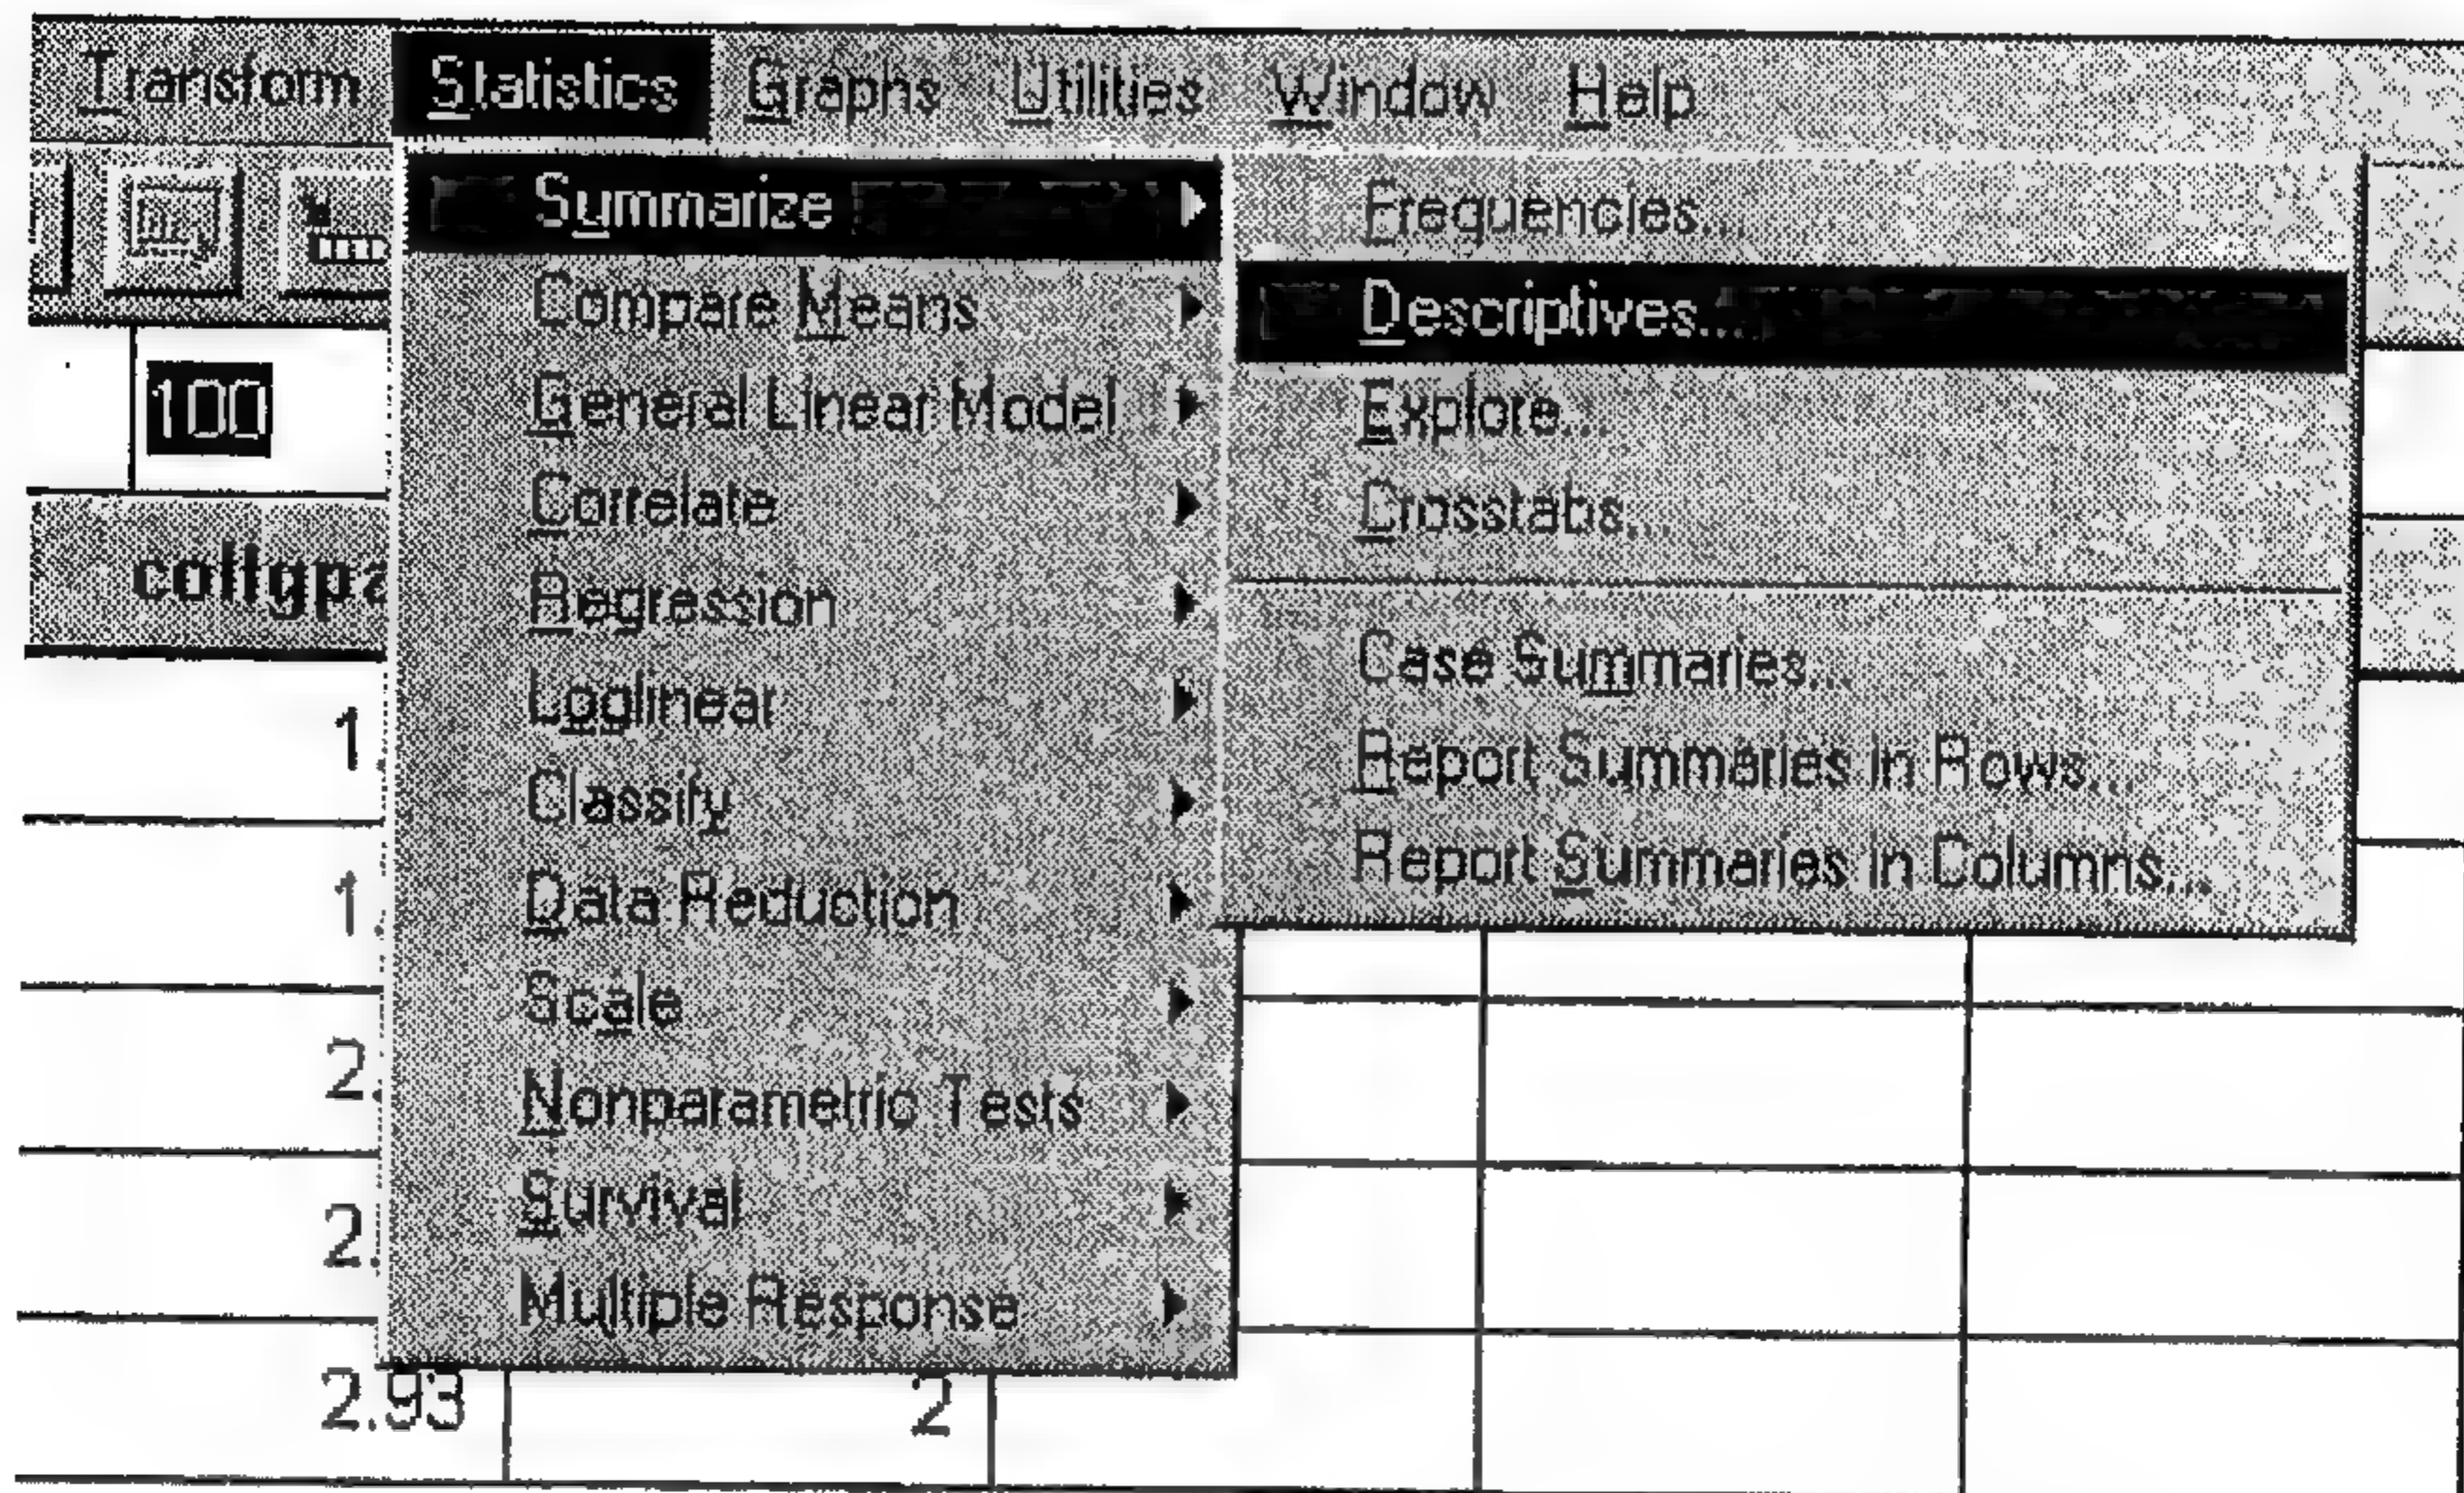 Transform Statistics Graphs Utilities Window Help
Summarize
Compare Means
General Linear Model
Correlate
Regression
Loglinear
Classify
Data Reduction
Scale
Nonparametric Tests
Survival
Multiple Response
Frequencies...
Descriptives...
Explore...
Crosstabs...
Case Summaries...
Report Summaries in Rows...
Report Summaries in Columns...
100
collgpa
1.
1.
2.
2.
2.93 2